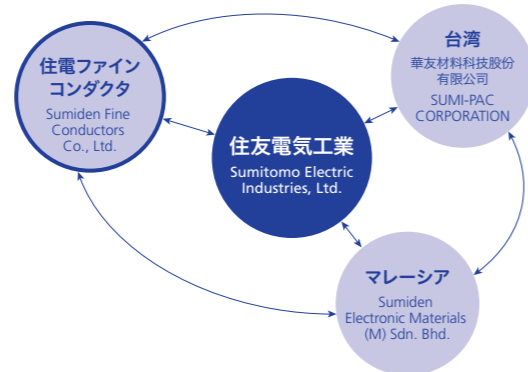 住電ファイン
コンダクタ
Sumiden Fine
Conductors
Co., Ltd.
台湾
華友材料科技股份
有限公司
SUMI-PAC
CORPORATION
住友電気工業
Sumitomo Electric
Industries, Ltd.
マレーシア
Sumiden
Electronic Materials
(M) Sdn. Bhd.